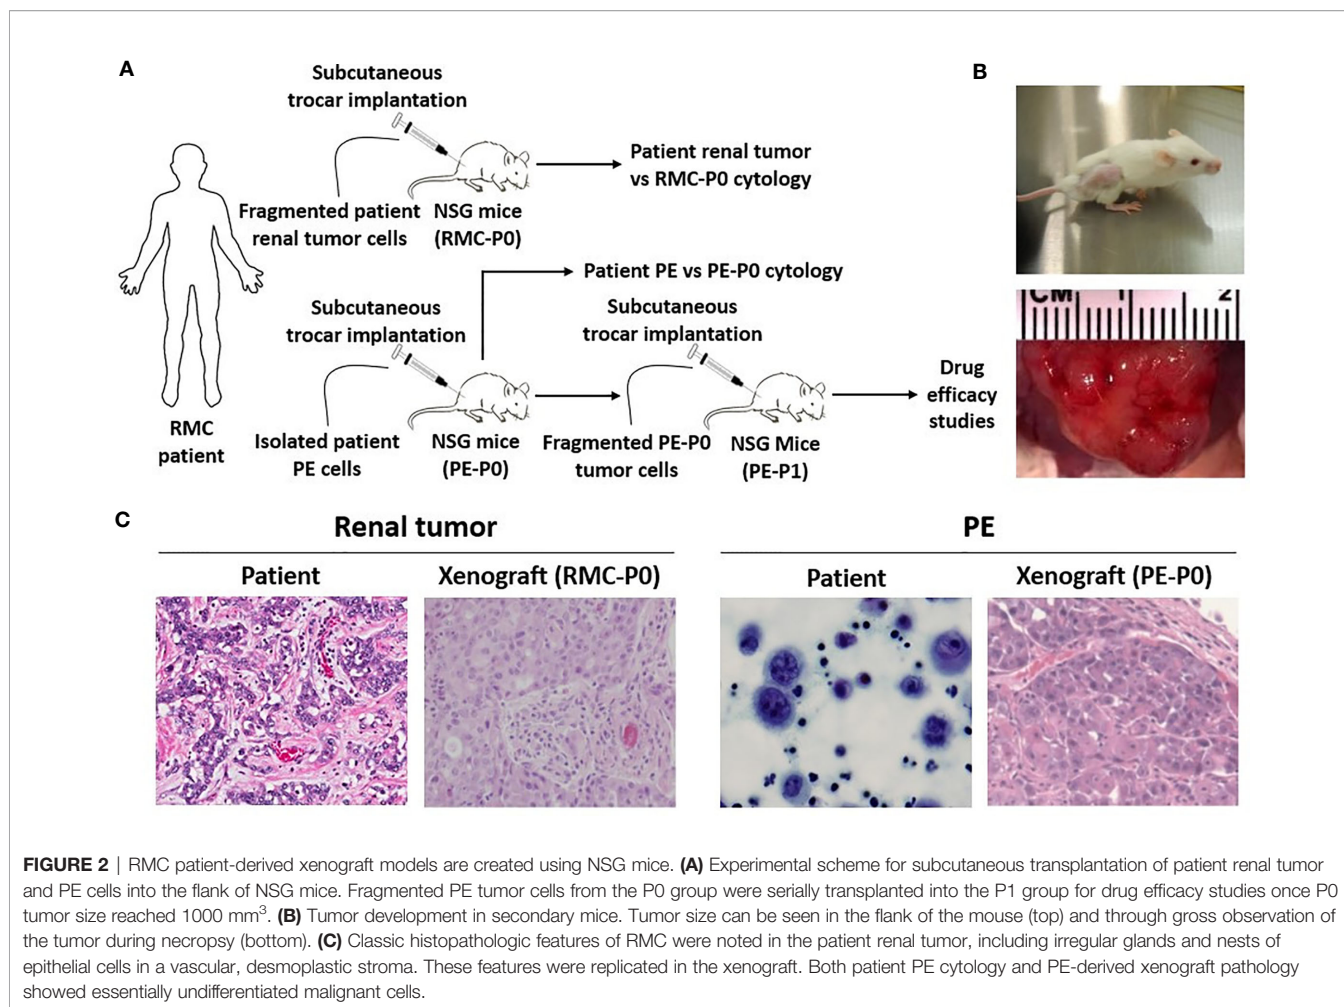 A
Subcutaneous
trocar implantation
Fragmented patient
renal tumor cells
NSG mice
(RMC-P0)
Patient renal tumor
vs RMC-P0 cytology
Patient PE vs PE-P0 cytology
RMC
patient
Subcutaneous
trocar implantation
Isolated patient
PE cells
NSG mice
(PE-P0)
Subcutaneous
trocar implantation
Fragmented PE-P0
tumor cells
NSG Mice
(PE-P1)
Drug
efficacy
studies
B
CM 1 2
C
Renal tumor
Patient
Xenograft (RMC-P0)
PE
Patient
Xenograft (PE-P0)
FIGURE 2 | RMC patient-derived xenograft models are created using NSG mice. (A) Experimental scheme for subcutaneous transplantation of patient renal tumor
and PE cells into the flank of NSG mice. Fragmented PE tumor cells from the P0 group were serially transplanted into the P1 group for drug efficacy studies once P0
tumor size reached 1000 mm³. (B) Tumor development in secondary mice. Tumor size can be seen in the flank of the mouse (top) and through gross observation of
the tumor during necropsy (bottom). (C) Classic histopathologic features of RMC were noted in the patient renal tumor, including irregular glands and nests of
epithelial cells in a vascular, desmoplastic stroma. These features were replicated in the xenograft. Both patient PE cytology and PE-derived xenograft pathology
showed essentially undifferentiated malignant cells.